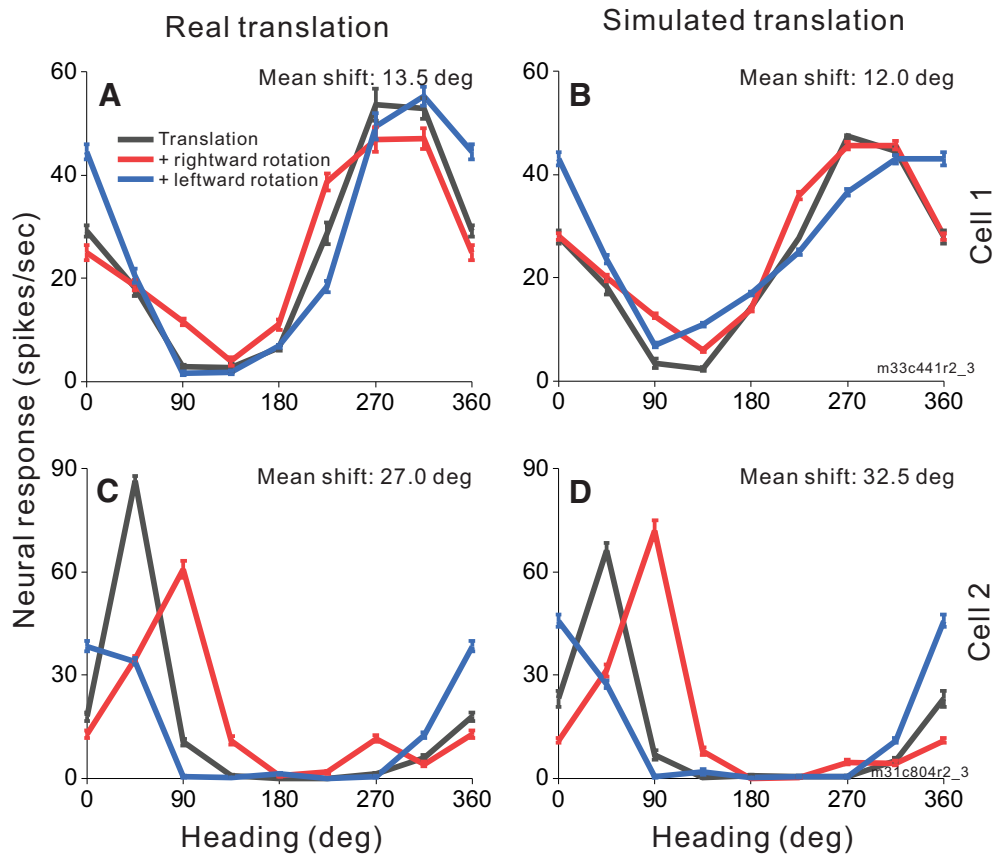 Real translation
Simulated translation
Neural response (spikes/sec)
A
Mean shift: 13.5 deg
Translation
+ rightward rotation
+ leftward rotation
60
40
20
0
0 90 180 270 360
B
Mean shift: 12.0 deg
60
40
20
0
m33c441r2_3
0 90 180 270 360
Cell 1
C
Mean shift: 27.0 deg
90
60
30
0
0 90 180 270 360
Heading (deg)
D
Mean shift: 32.5 deg
90
60
30
0
m31c804r2_3
0 90 180 270 360
Heading (deg)
Cell 2